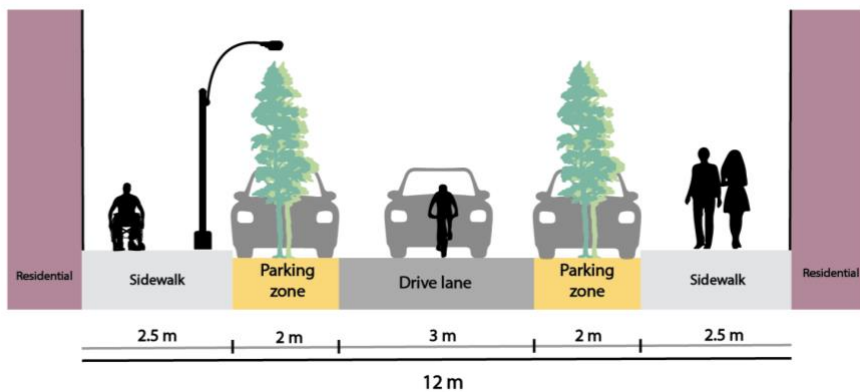 Residential
Sidewalk
Parking
zone
Drive lane
Parking
zone
Sidewalk
Residential
2.5 m
2 m
3 m
2 m
2.5 m
12 m